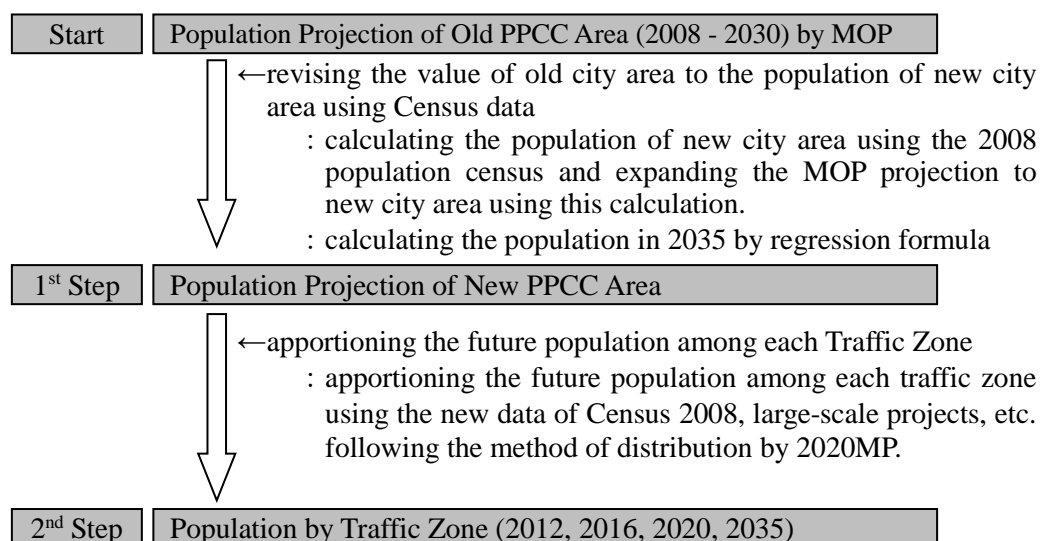 Start Population Projection of Old PPCC Area (2008 - 2030) by MOP
←revising the value of old city area to the population of new city
area using Census data
: calculating the population of new city area using the 2008
population census and expanding the MOP projection to
new city area using this calculation.
: calculating the population in 2035 by regression formula
1st Step Population Projection of New PPCC Area
←apportioning the future population among each Traffic Zone
: apportioning the future population among each traffic zone
using the new data of Census 2008, large-scale projects, etc.
following the method of distribution by 2020MP.
2nd Step Population by Traffic Zone (2012, 2016, 2020, 2035)